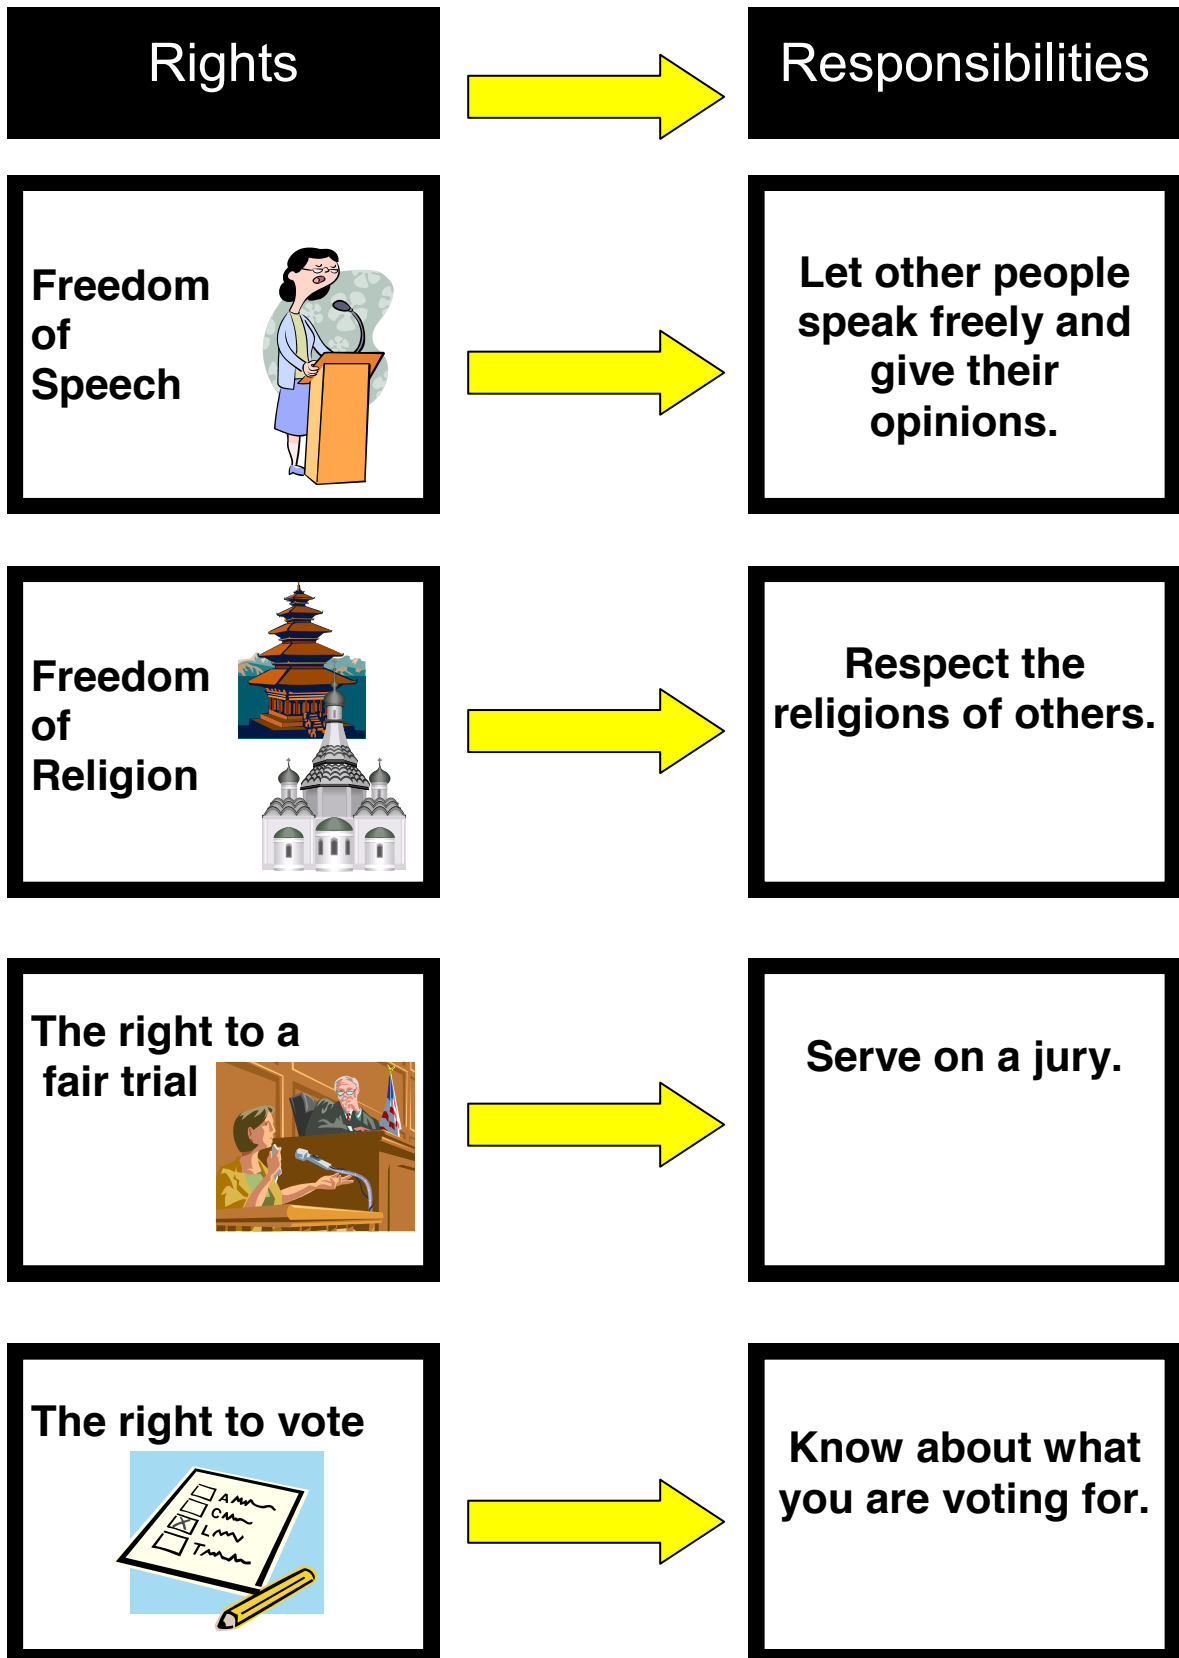 Rights
Responsibilities
Freedom
of
Speech
Let other people
speak freely and
give their
opinions.
Freedom
of
Religion
Respect the
religions of others.
The right to a
fair trial
Serve on a jury.
The right to vote
A
C
L
T
Know about what
you are voting for.